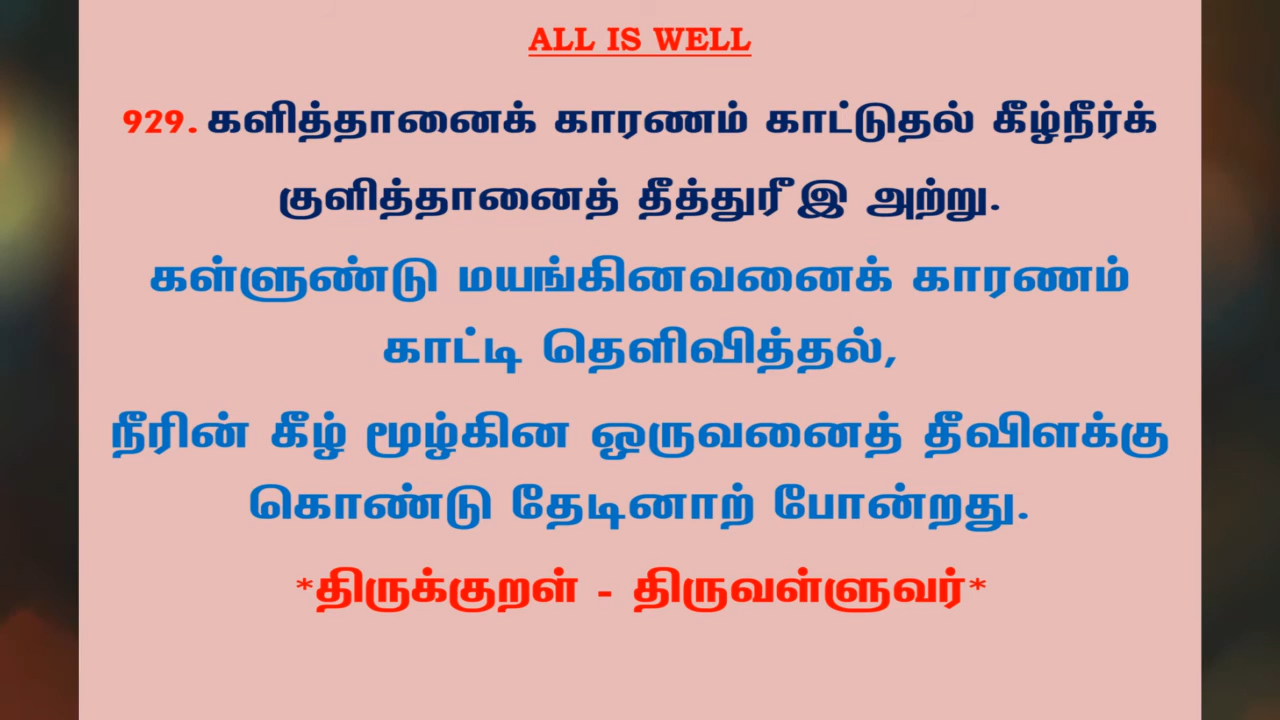 ALL IS WELL
929. களித்தானைக் காரணம் காட்டுதல் கீழ்நீர்க்
குளித்தானைத் தீத்துரீஇ அற்று.
கள்ளுண்டு மயங்கினவனைக் காரணம்
காட்டி தெளிவித்தல்,
நீரின் கீழ் மூழ்கின ஒருவனைத் தீவிளக்கு
கொண்டு தேடினாற் போன்றது.
*திருக்குறள் - திருவள்ளுவர்*